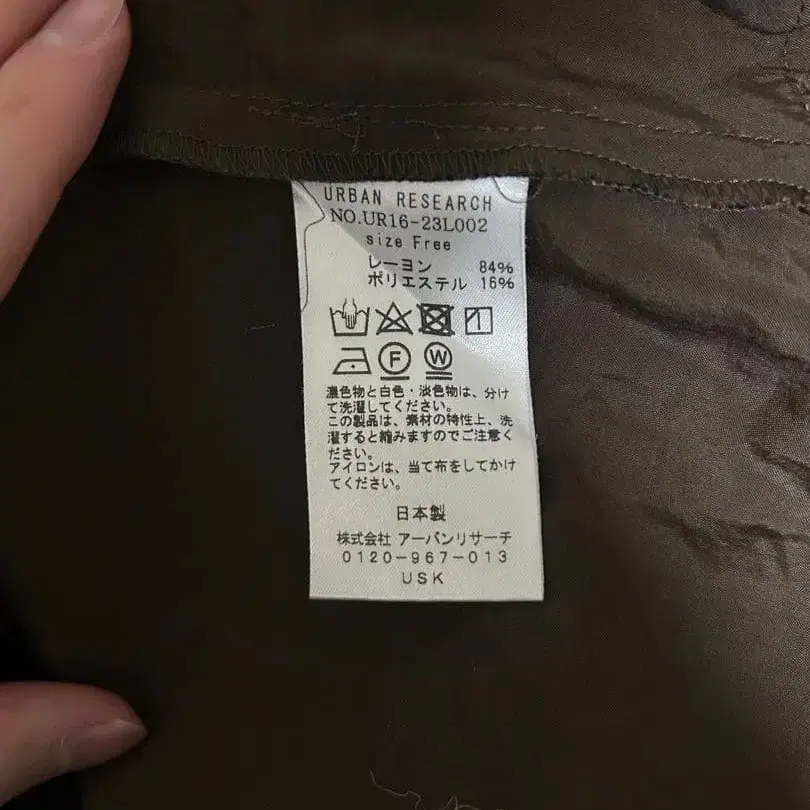 URBAN RESEARCH
NO.UR16-23L002
size Free
レーヨン 84%
ポリエステル 16%
F W
濃色物と白色・淡色物は、分け
て洗濯してください。
この製品は、素材の特性上、洗
濯すると縮みますのでご注意く
ださい。
アイロンは、当て布をしてかけ
てください。
日本製
株式会社 アーバンリサーチ
0120-967-013
USK